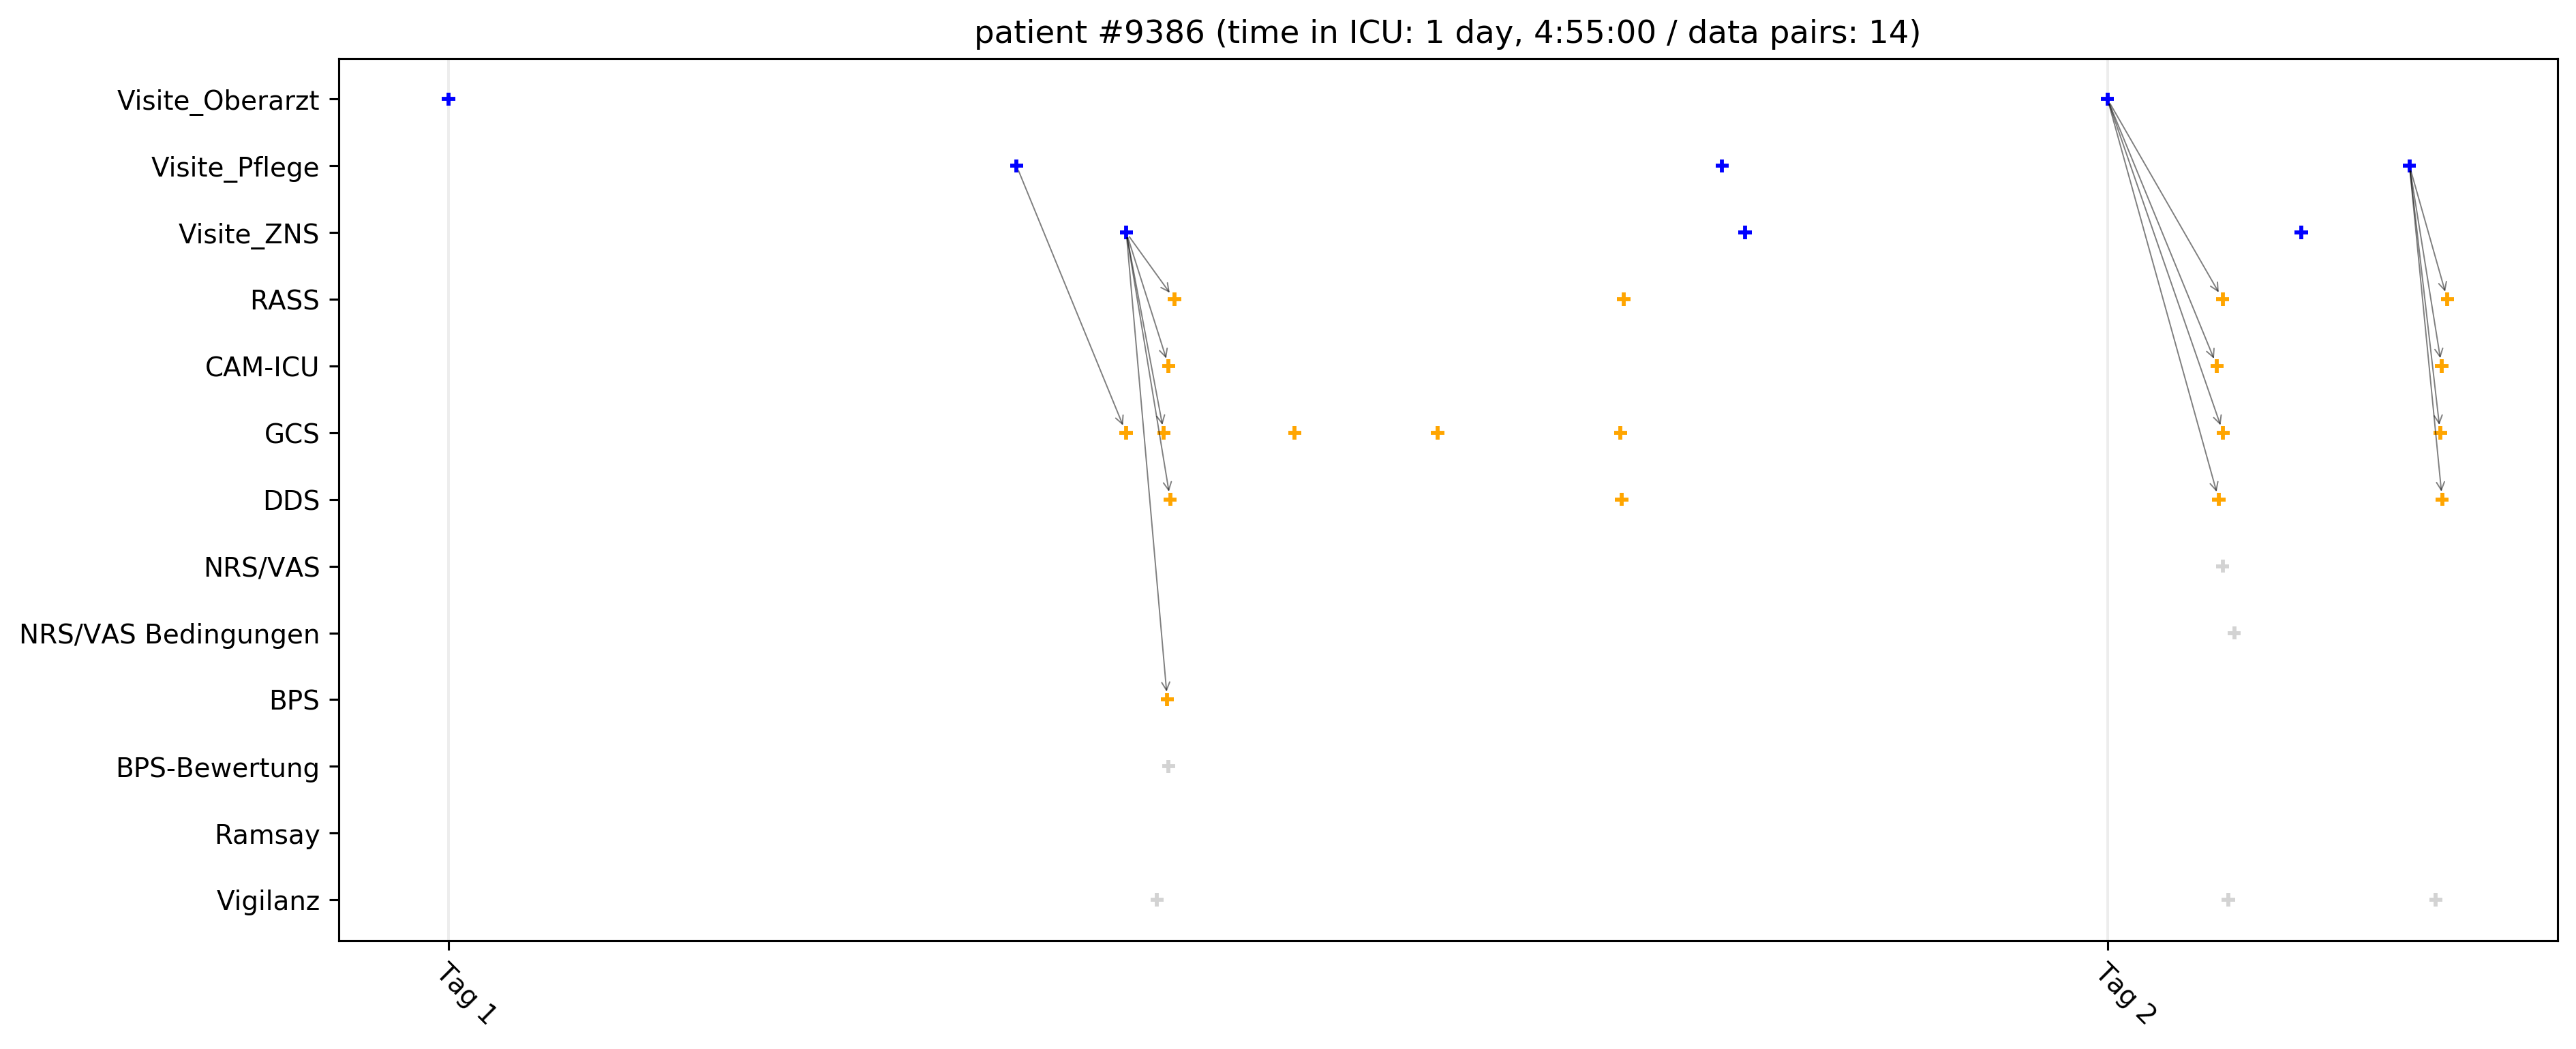 patient #9386 (time in ICU: 1 day, 4:55:00 / data pairs: 14)
Visite_Oberarzt
Visite_Pflege
Visite_ZNS
RASS
CAM-ICU
GCS
DDS
NRS/VAS
NRS/VAS Bedingungen
BPS
BPS-Bewertung
Ramsay
Vigilanz
Tag 1
Tag 2